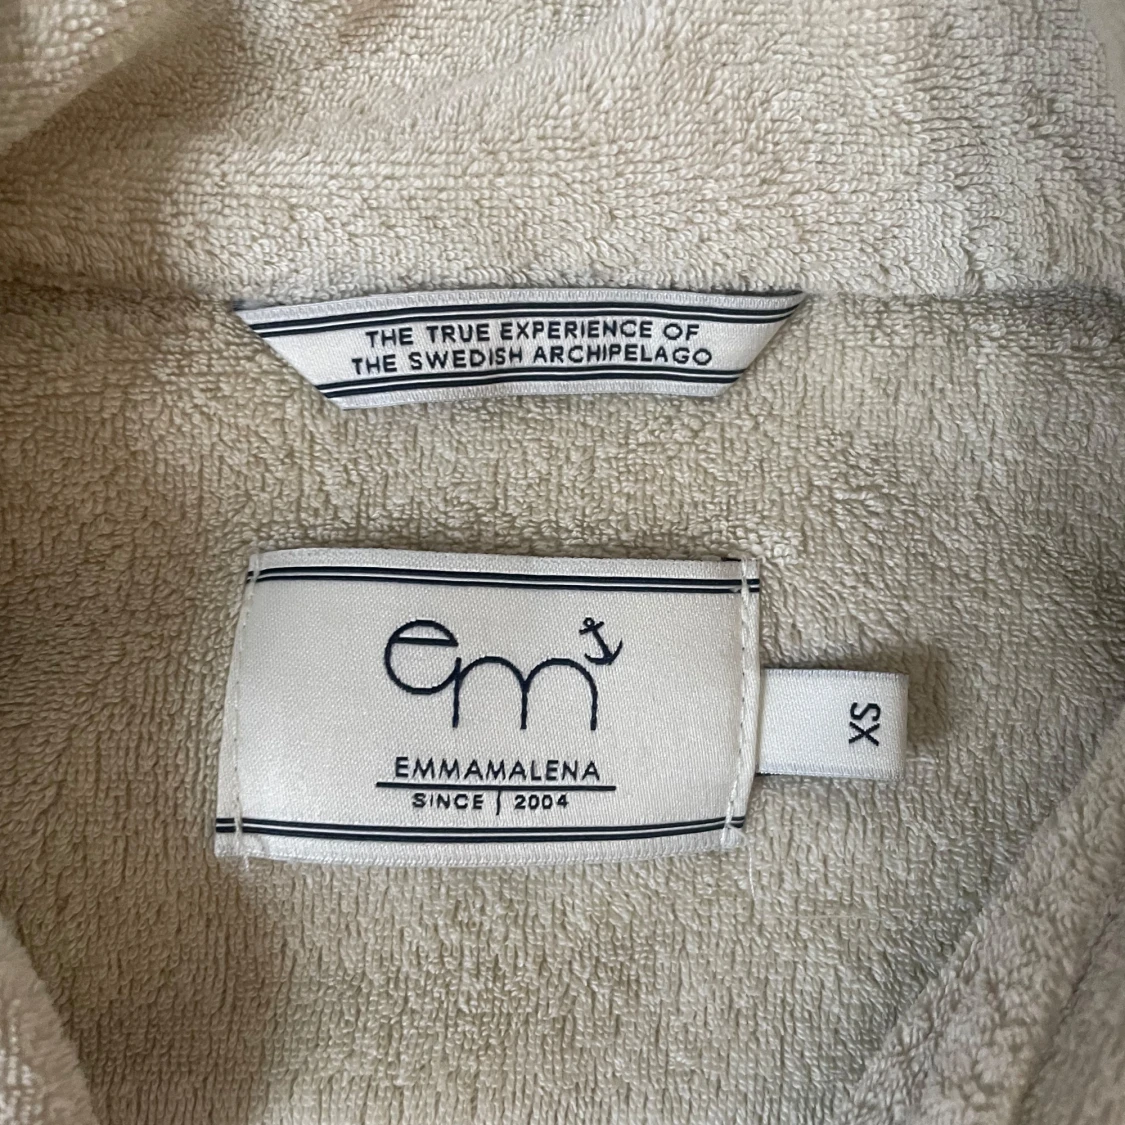 THE TRUE EXPERIENCE OF
THE SWEDISH ARCHIPELAGO
em
EMMAMALENA
SINCE | 2004
XS